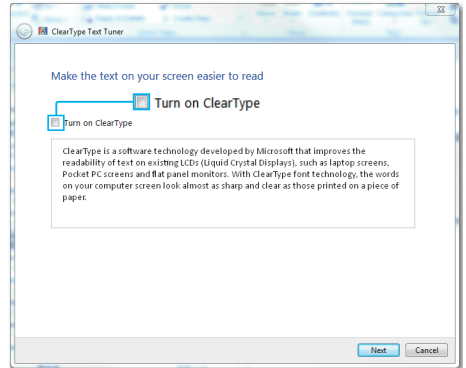 ClearType Text Tuner
Make the text on your screen easier to read
Turn on ClearType
Turn on ClearType
ClearType is a software technology developed by Microsoft that improves the
readability of text on existing LCDs (Liquid Crystal Displays), such as laptop screens,
Pocket PC screens and flat panel monitors. With ClearType font technology, the words
on your computer screen look almost as sharp and clear as those printed on a piece of
paper.
Next Cancel